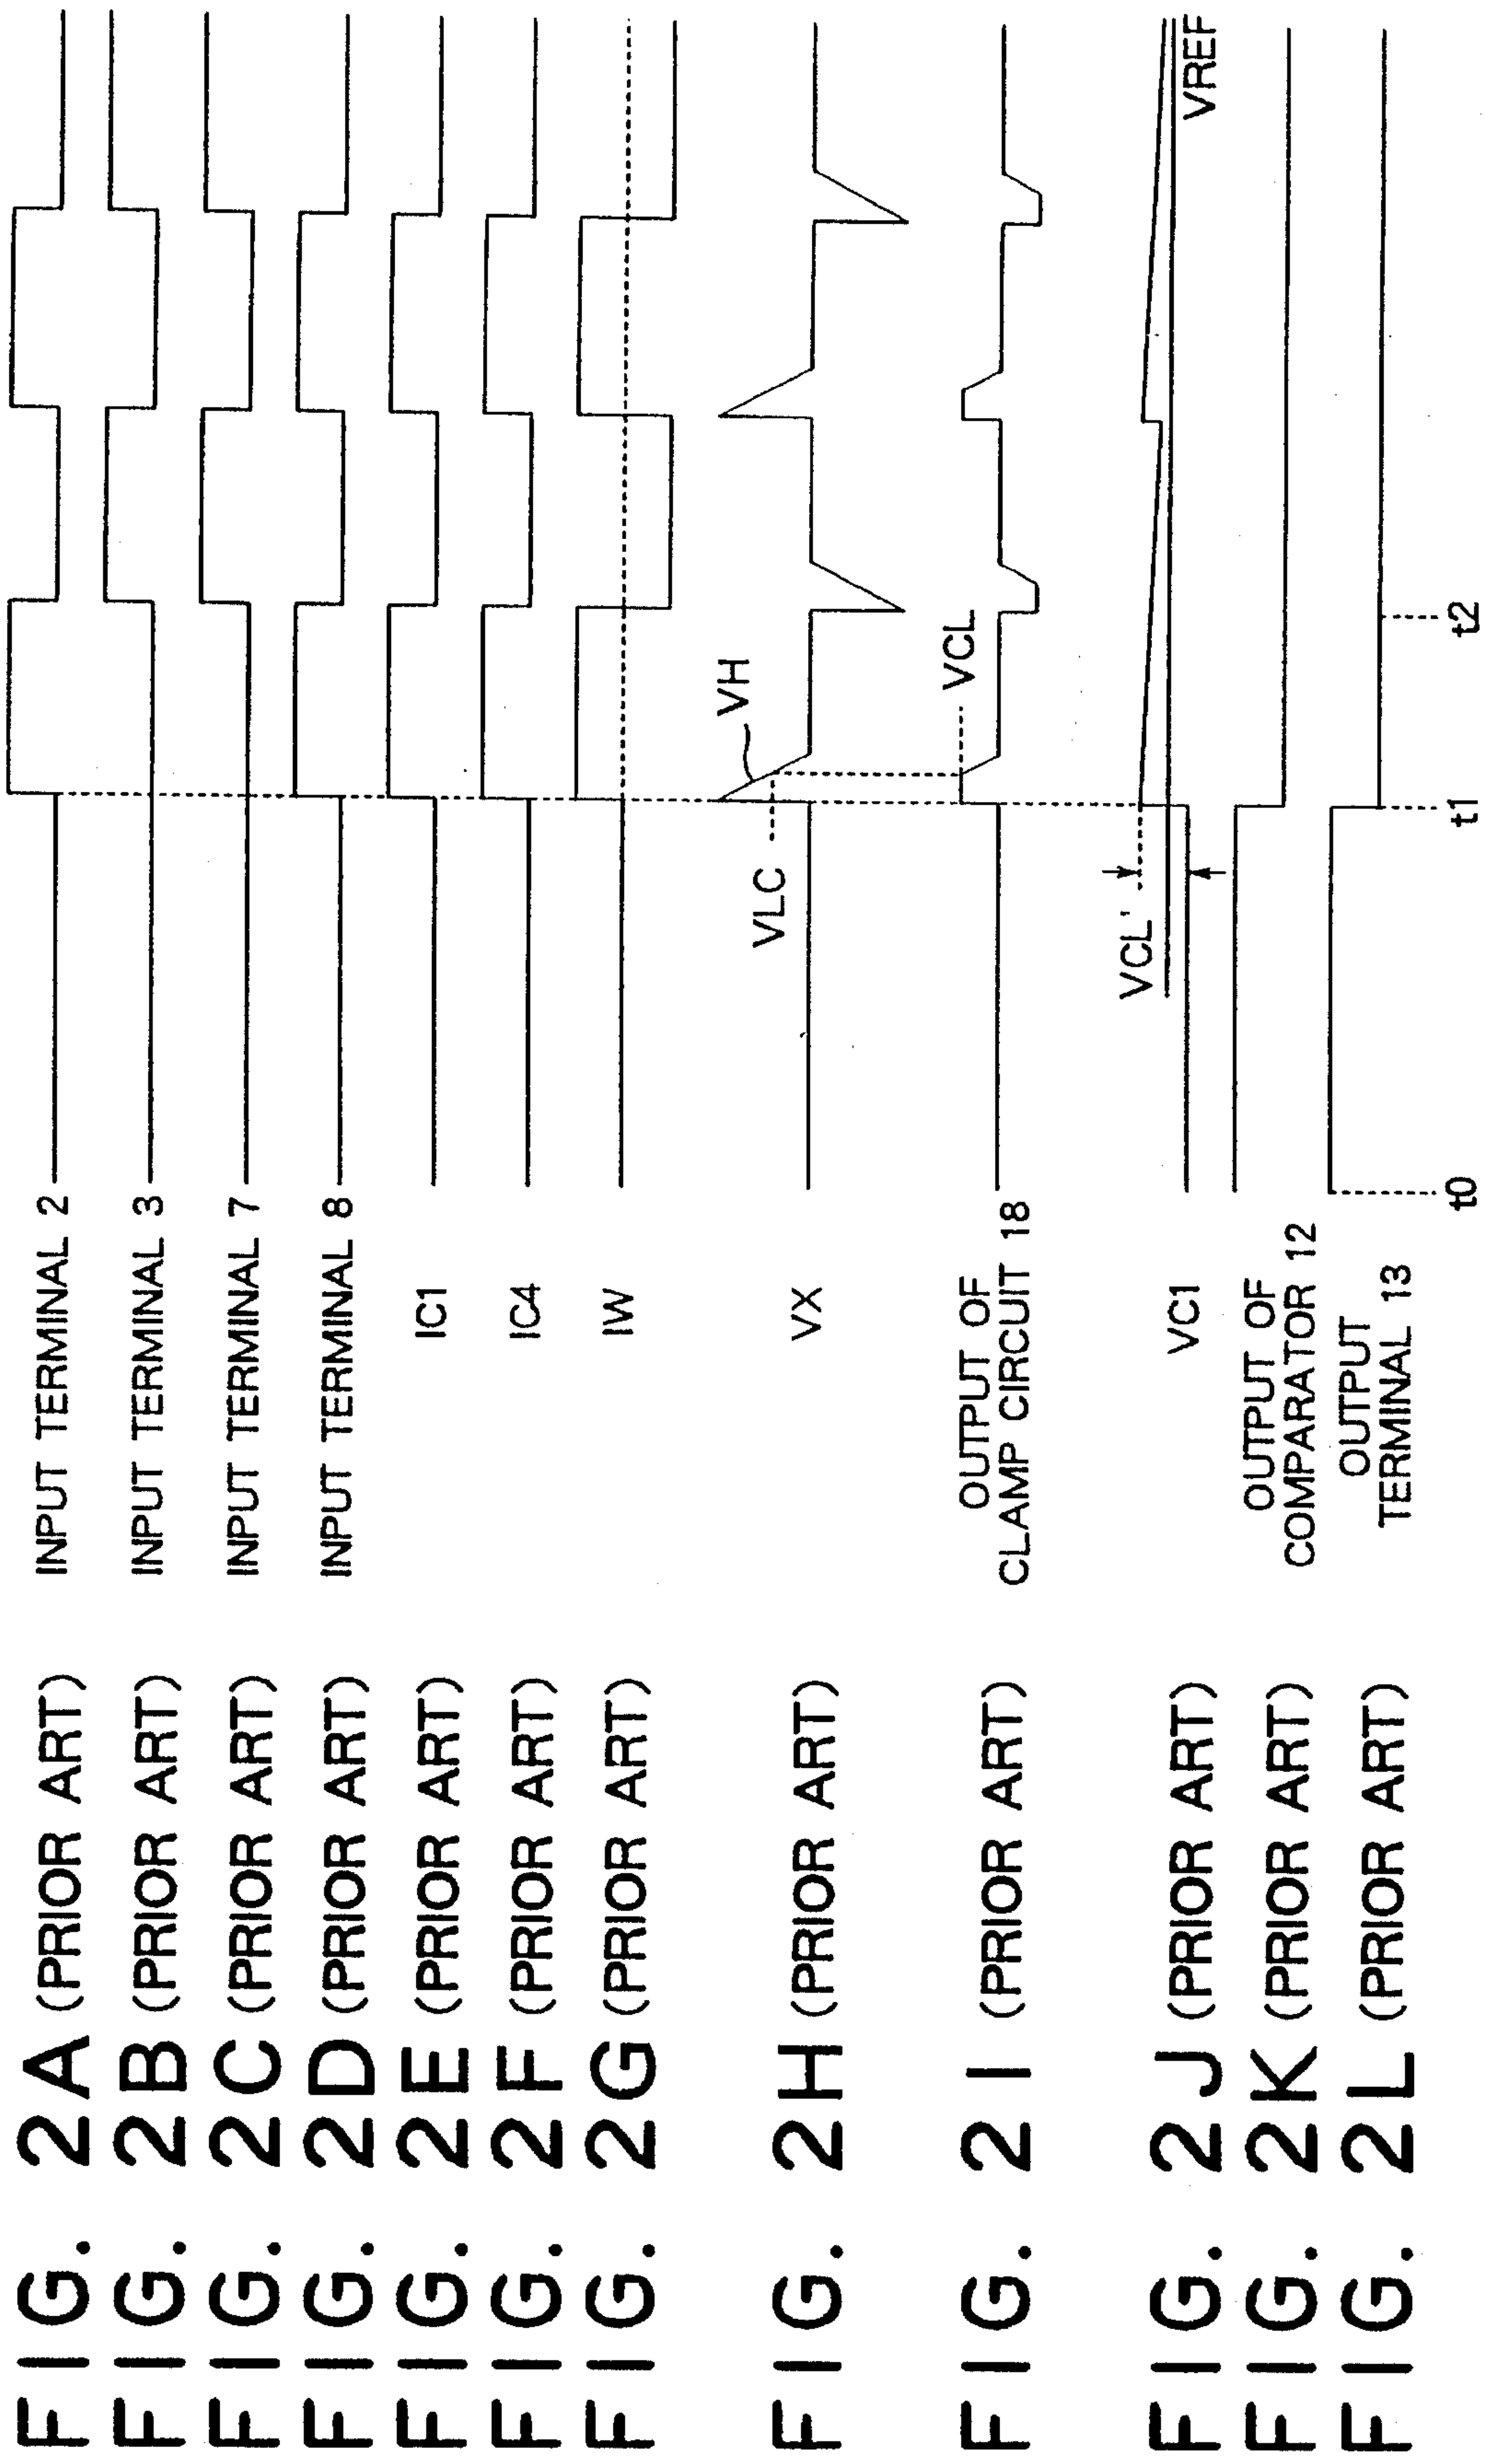 FIG. 2A (PRIOR ART) INPUT TERMINAL 2
FIG. 2B (PRIOR ART) INPUT TERMINAL 3
FIG. 2C (PRIOR ART) INPUT TERMINAL 7
FIG. 2D (PRIOR ART) INPUT TERMINAL 8
FIG. 2E (PRIOR ART) IC1
FIG. 2F (PRIOR ART) IC4
FIG. 2G (PRIOR ART) IW
FIG. 2H (PRIOR ART) VX
VLC
VH
FIG. 2I (PRIOR ART) OUTPUT OF
CLAMP CIRCUIT 18
VCL
FIG. 2J (PRIOR ART) VC1
VCL'
VREF
FIG. 2K (PRIOR ART) OUTPUT OF
COMPARATOR 12
FIG. 2L (PRIOR ART) OUTPUT
TERMINAL 13
t0
t1
t2